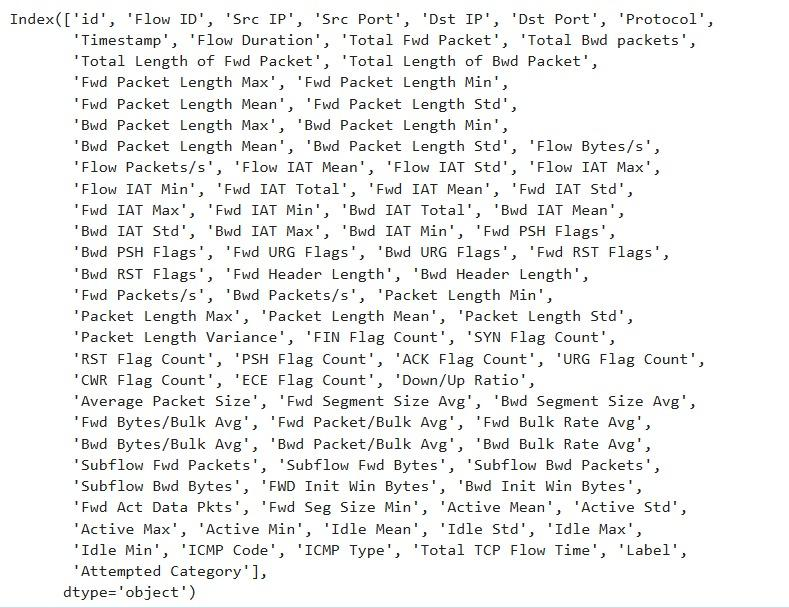 Index(['id', 'Flow ID', 'Src IP', 'Src Port', 'Dst IP', 'Dst Port', 'Protocol',
'Timestamp', 'Flow Duration', 'Total Fwd Packet', 'Total Bwd packets',
'Total Length of Fwd Packet', 'Total Length of Bwd Packet',
'Fwd Packet Length Max', 'Fwd Packet Length Min',
'Fwd Packet Length Mean', 'Fwd Packet Length Std',
'Bwd Packet Length Max', 'Bwd Packet Length Min',
'Bwd Packet Length Mean', 'Bwd Packet Length Std', 'Flow Bytes/s',
'Flow Packets/s', 'Flow IAT Mean', 'Flow IAT Std', 'Flow IAT Max',
'Flow IAT Min', 'Fwd IAT Total', 'Fwd IAT Mean', 'Fwd IAT Std',
'Fwd IAT Max', 'Fwd IAT Min', 'Bwd IAT Total', 'Bwd IAT Mean',
'Bwd IAT Std', 'Bwd IAT Max', 'Bwd IAT Min', 'Fwd PSH Flags',
'Bwd PSH Flags', 'Fwd URG Flags', 'Bwd URG Flags', 'Fwd RST Flags',
'Bwd RST Flags', 'Fwd Header Length', 'Bwd Header Length',
'Fwd Packets/s', 'Bwd Packets/s', 'Packet Length Min',
'Packet Length Max', 'Packet Length Mean', 'Packet Length Std',
'Packet Length Variance', 'FIN Flag Count', 'SYN Flag Count',
'RST Flag Count', 'PSH Flag Count', 'ACK Flag Count', 'URG Flag Count',
'CWR Flag Count', 'ECE Flag Count', 'Down/Up Ratio',
'Average Packet Size', 'Fwd Segment Size Avg', 'Bwd Segment Size Avg',
'Fwd Bytes/Bulk Avg', 'Fwd Packet/Bulk Avg', 'Fwd Bulk Rate Avg',
'Bwd Bytes/Bulk Avg', 'Bwd Packet/Bulk Avg', 'Bwd Bulk Rate Avg',
'Subflow Fwd Packets', 'Subflow Fwd Bytes', 'Subflow Bwd Packets',
'Subflow Bwd Bytes', 'FWD Init Win Bytes', 'Bwd Init Win Bytes',
'Fwd Act Data Pkts', 'Fwd Seg Size Min', 'Active Mean', 'Active Std',
'Active Max', 'Active Min', 'Idle Mean', 'Idle Std', 'Idle Max',
'Idle Min', 'ICMP Code', 'ICMP Type', 'Total TCP Flow Time', 'Label',
'Attempted Category'],
dtype='object')